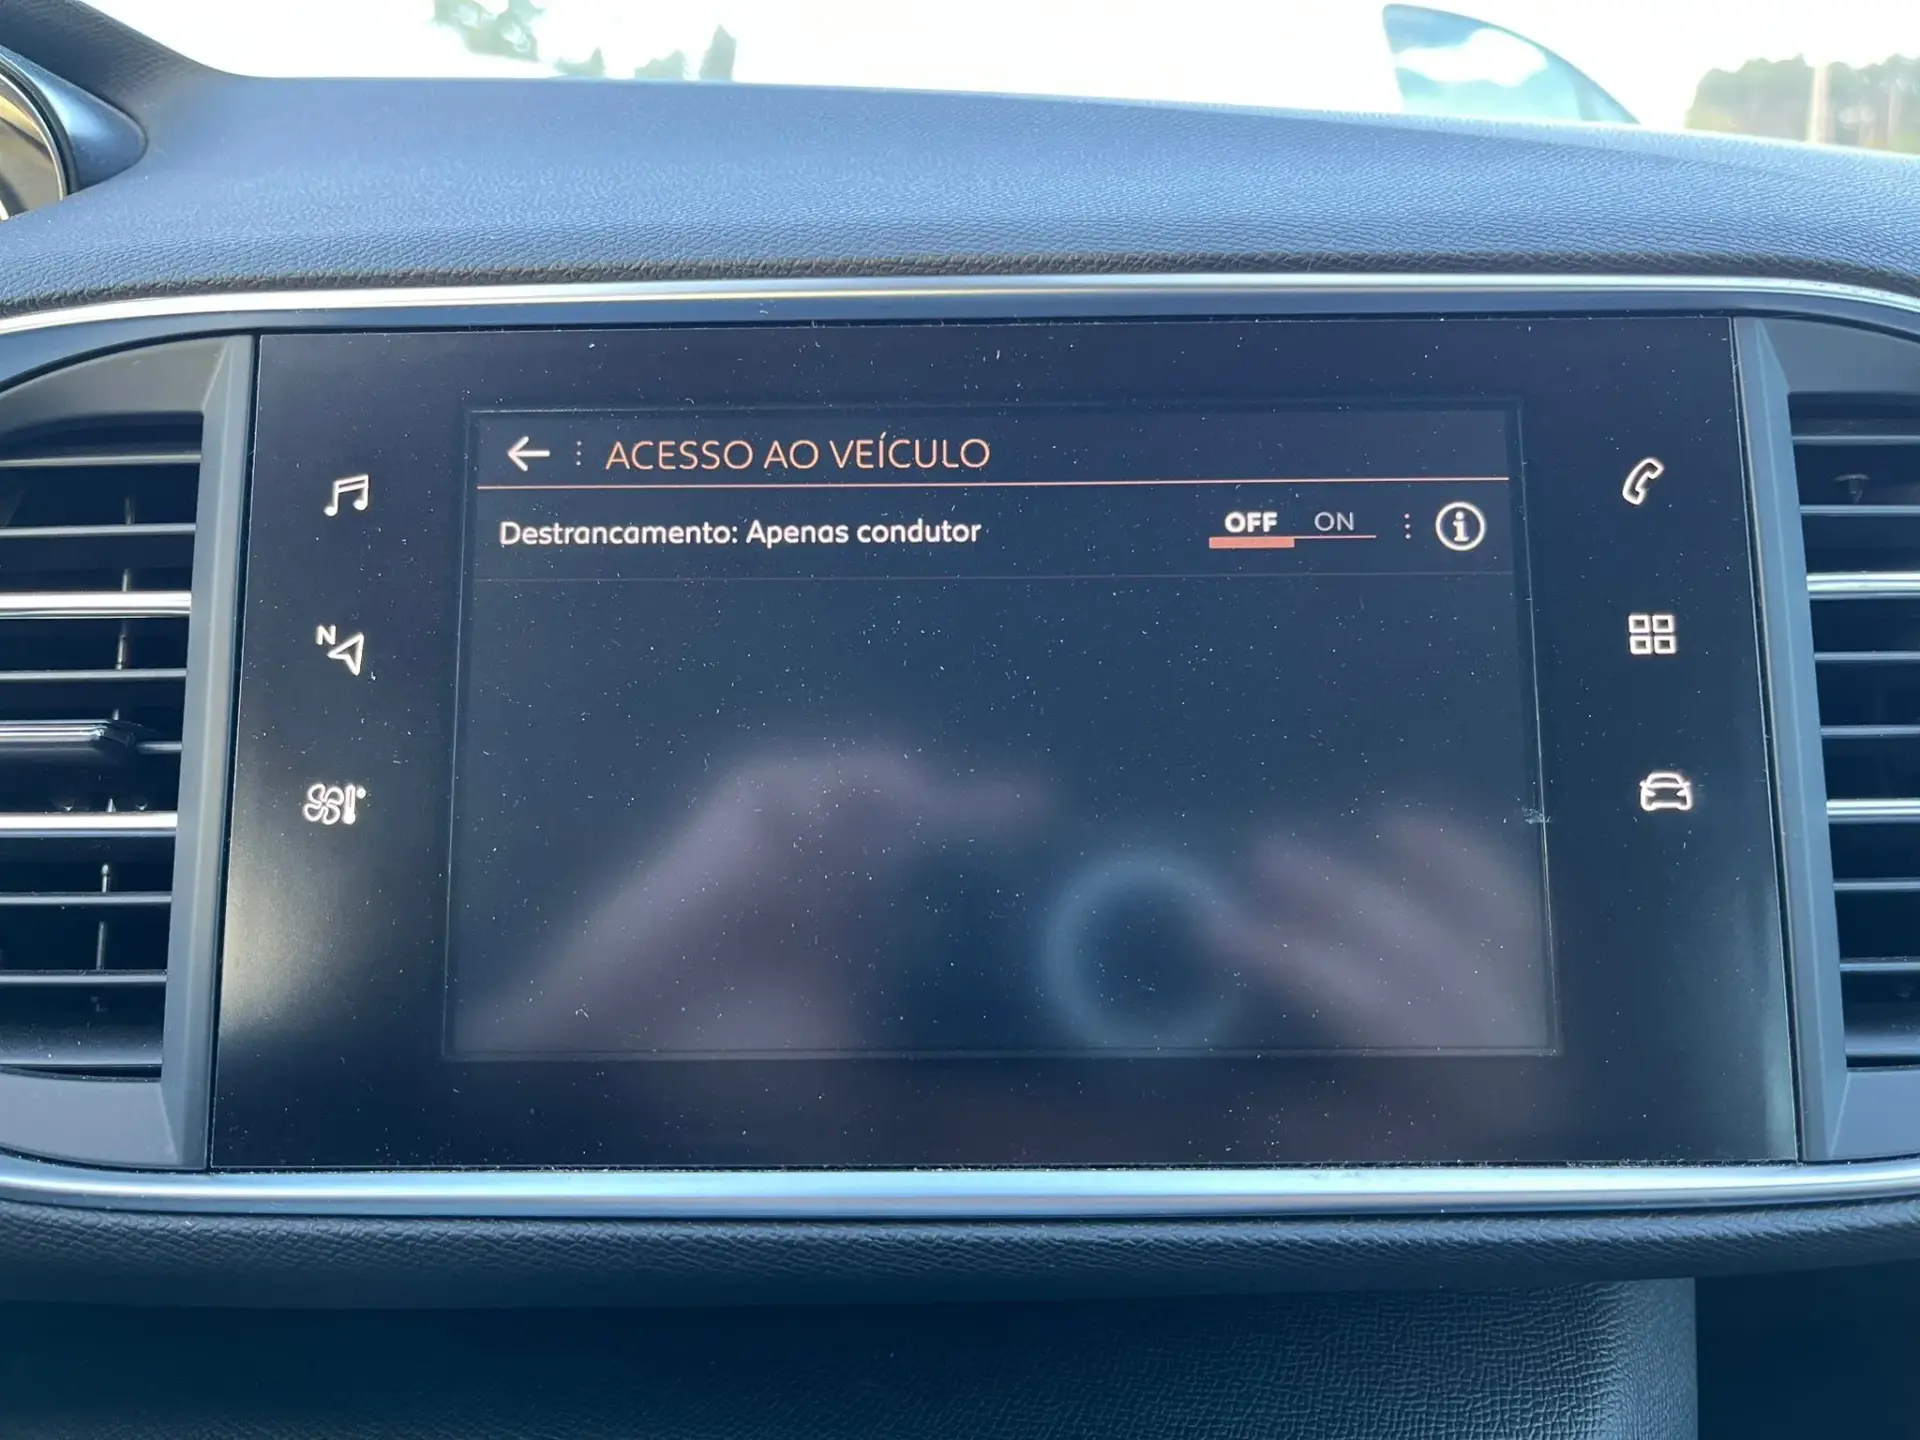 ACESSO AO VEÍCULO
Destrancamento: Apenas condutor OFF ON i
N